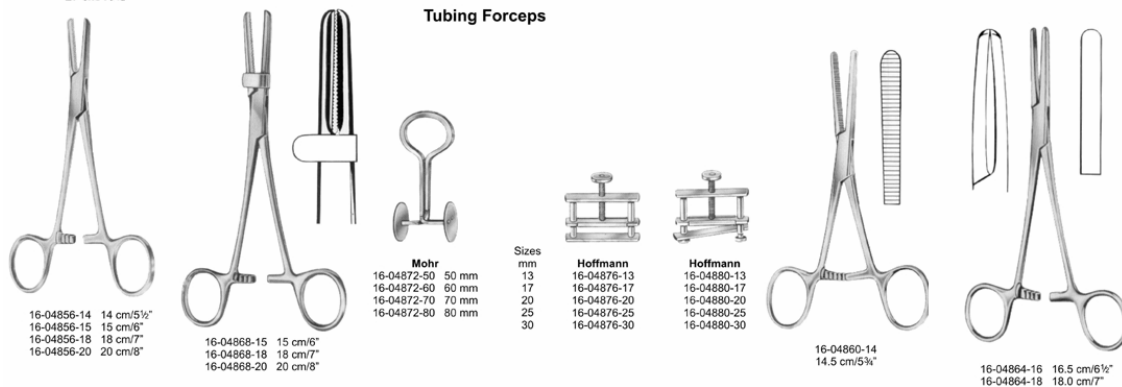 Tubing Forceps
16-04856-14 14 cm/5½"
16-04856-15 15 cm/6"
16-04856-18 18 cm/7"
16-04856-20 20 cm/8"
16-04868-15 15 cm/6"
16-04868-18 18 cm/7"
16-04868-20 20 cm/8"
Mohr
16-04872-50 50 mm
16-04872-60 60 mm
16-04872-70 70 mm
16-04872-80 80 mm
Sizes
mm Hoffmann Hoffmann
13 16-04876-13 16-04880-13
17 16-04876-17 16-04880-17
20 16-04876-20 16-04880-20
25 16-04876-25 16-04880-25
30 16-04876-30 16-04880-30
16-04860-14
14.5 cm/5¾"
16-04864-16 16.5 cm/6½"
16-04864-18 18.0 cm/7"